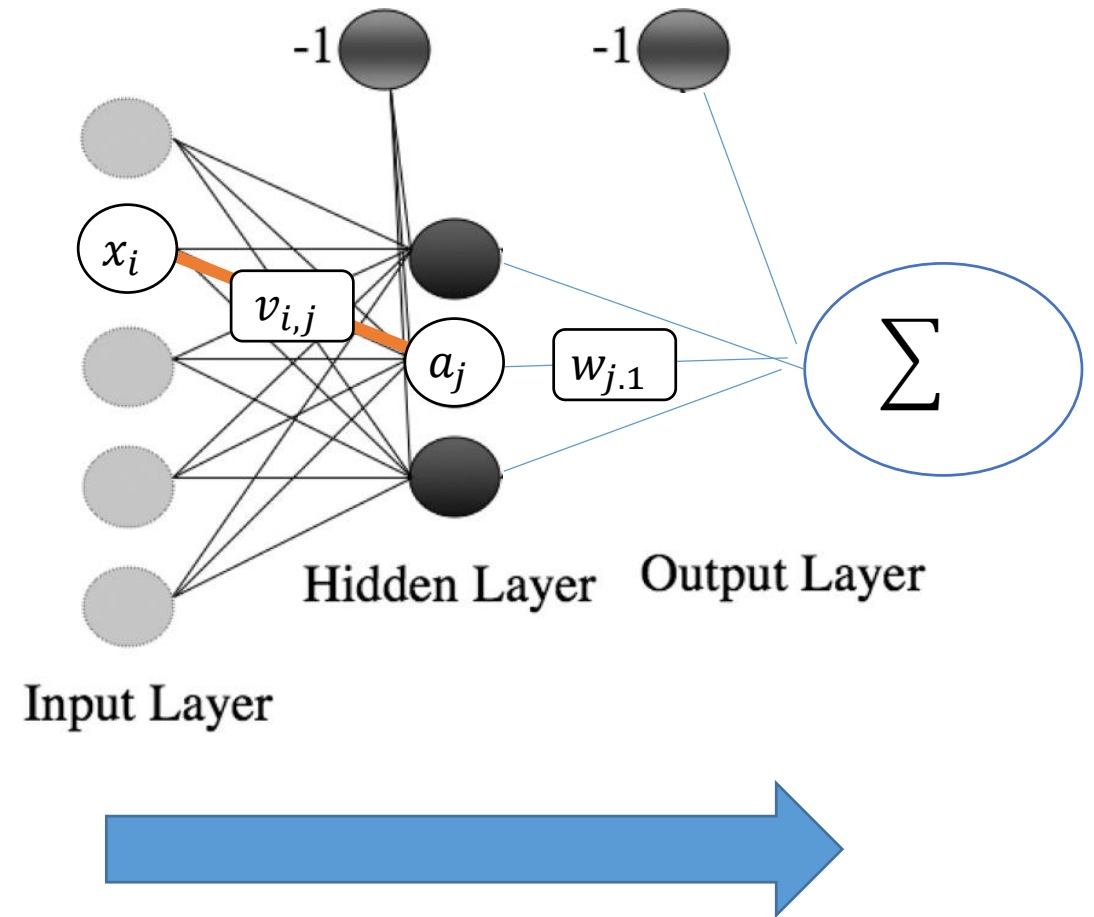 -1
-1
xᵢ
vᵢ,ⱼ
aⱼ
wⱼ.₁
∑
Hidden Layer
Output Layer
Input Layer